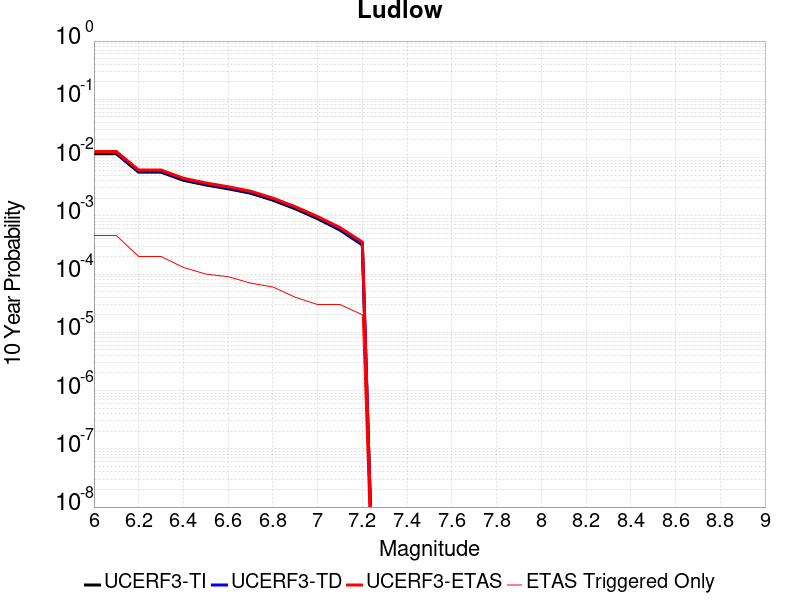 Ludlow
10 Year Probability
10^0
10^-1
10^-2
10^-3
10^-4
10^-5
10^-6
10^-7
10^-8
6 6.2 6.4 6.6 6.8 7 7.2 7.4 7.6 7.8 8 8.2 8.4 8.6 8.8 9
Magnitude
UCERF3-TI UCERF3-TD UCERF3-ETAS ETAS Triggered Only